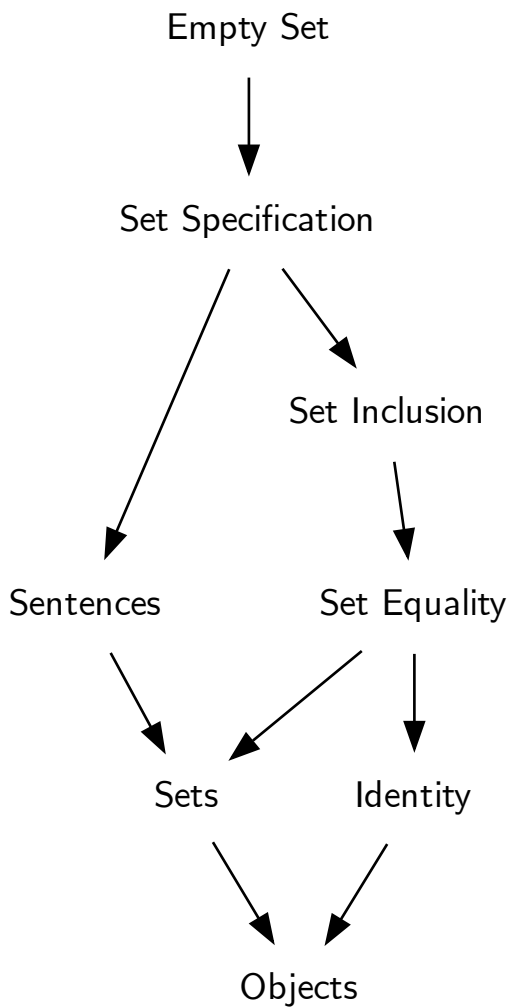 Empty Set
Set Specification
Set Inclusion
Sentences
Set Equality
Sets
Identity
Objects